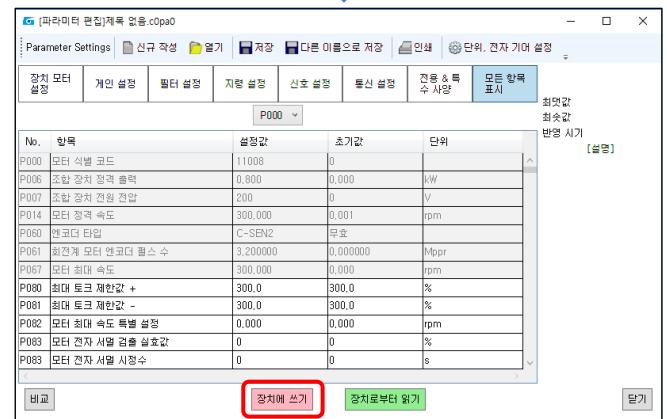 [파라미터 편집]제목 없음.c0pa0
Parameter Settings 신규 작성 열기 저장 다른 이름으로 저장 인쇄 단위, 전자 기어 설정
장치 모터 설정 게인 설정 필터 설정 지령 설정 신호 설정 통신 설정 전용 & 특수 사양 모든 항목 표시
P000
최댓값
최솟값
반영 시기
[설명]
No. 항목 설정값 초기값 단위
P000 모터 식별 코드 11008 0
P006 조합 장치 정격 출력 0,800 0,000 kW
P007 조합 장치 전원 전압 200 0 V
P014 모터 정격 속도 300,000 0,001 rpm
P060 엔코더 타입 C-SEN2 무효
P061 회전계 모터 엔코더 펄스 수 3,200000 0,000000 Mppr
P067 모터 최대 속도 300,000 0,000 rpm
P080 최대 토크 제한값 + 300,0 300,0 %
P081 최대 토크 제한값 - 300,0 300,0 %
P082 모터 최대 속도 특별 설정 0,000 0,000 rpm
P083 모터 전자 서멀 검출 실효값 0 0 %
P083 모터 전자 서멀 시정수 0 0 s
비교 장치에 쓰기 장치로부터 읽기 닫기